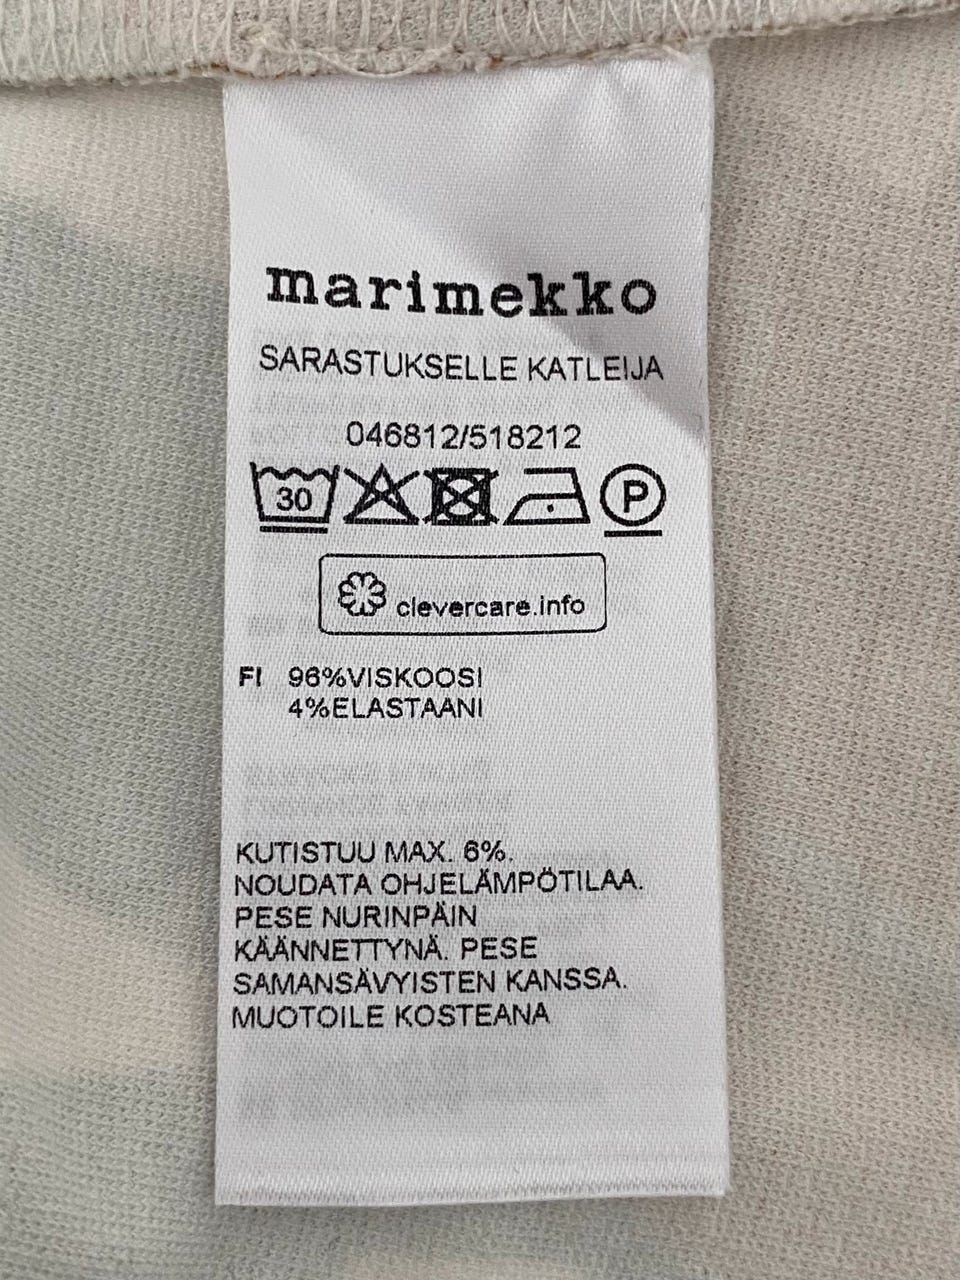 marimekko
SARASTUKSELLE KATLEIJA
046812/518212
30 P
clevercare.info
FI 96%VISKOOSI
4%ELASTAANI
KUTISTUU MAX. 6%.
NOUDATA OHJELÄMPÖTILAA.
PESE NURINPÄIN
KÄÄNNETTYNÄ. PESE
SAMANSÄVYISTEN KANSSA.
MUOTOILE KOSTEANA